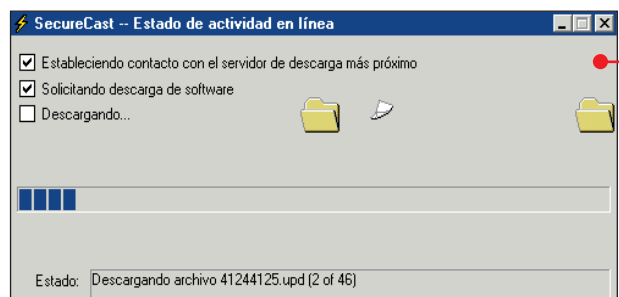 SecureCast -- Estado de actividad en línea
Estableciendo contacto con el servidor de descarga más próximo
Solicitando descarga de software
Descargando...
Estado: Descargando archivo 41244125.upd (2 of 46)